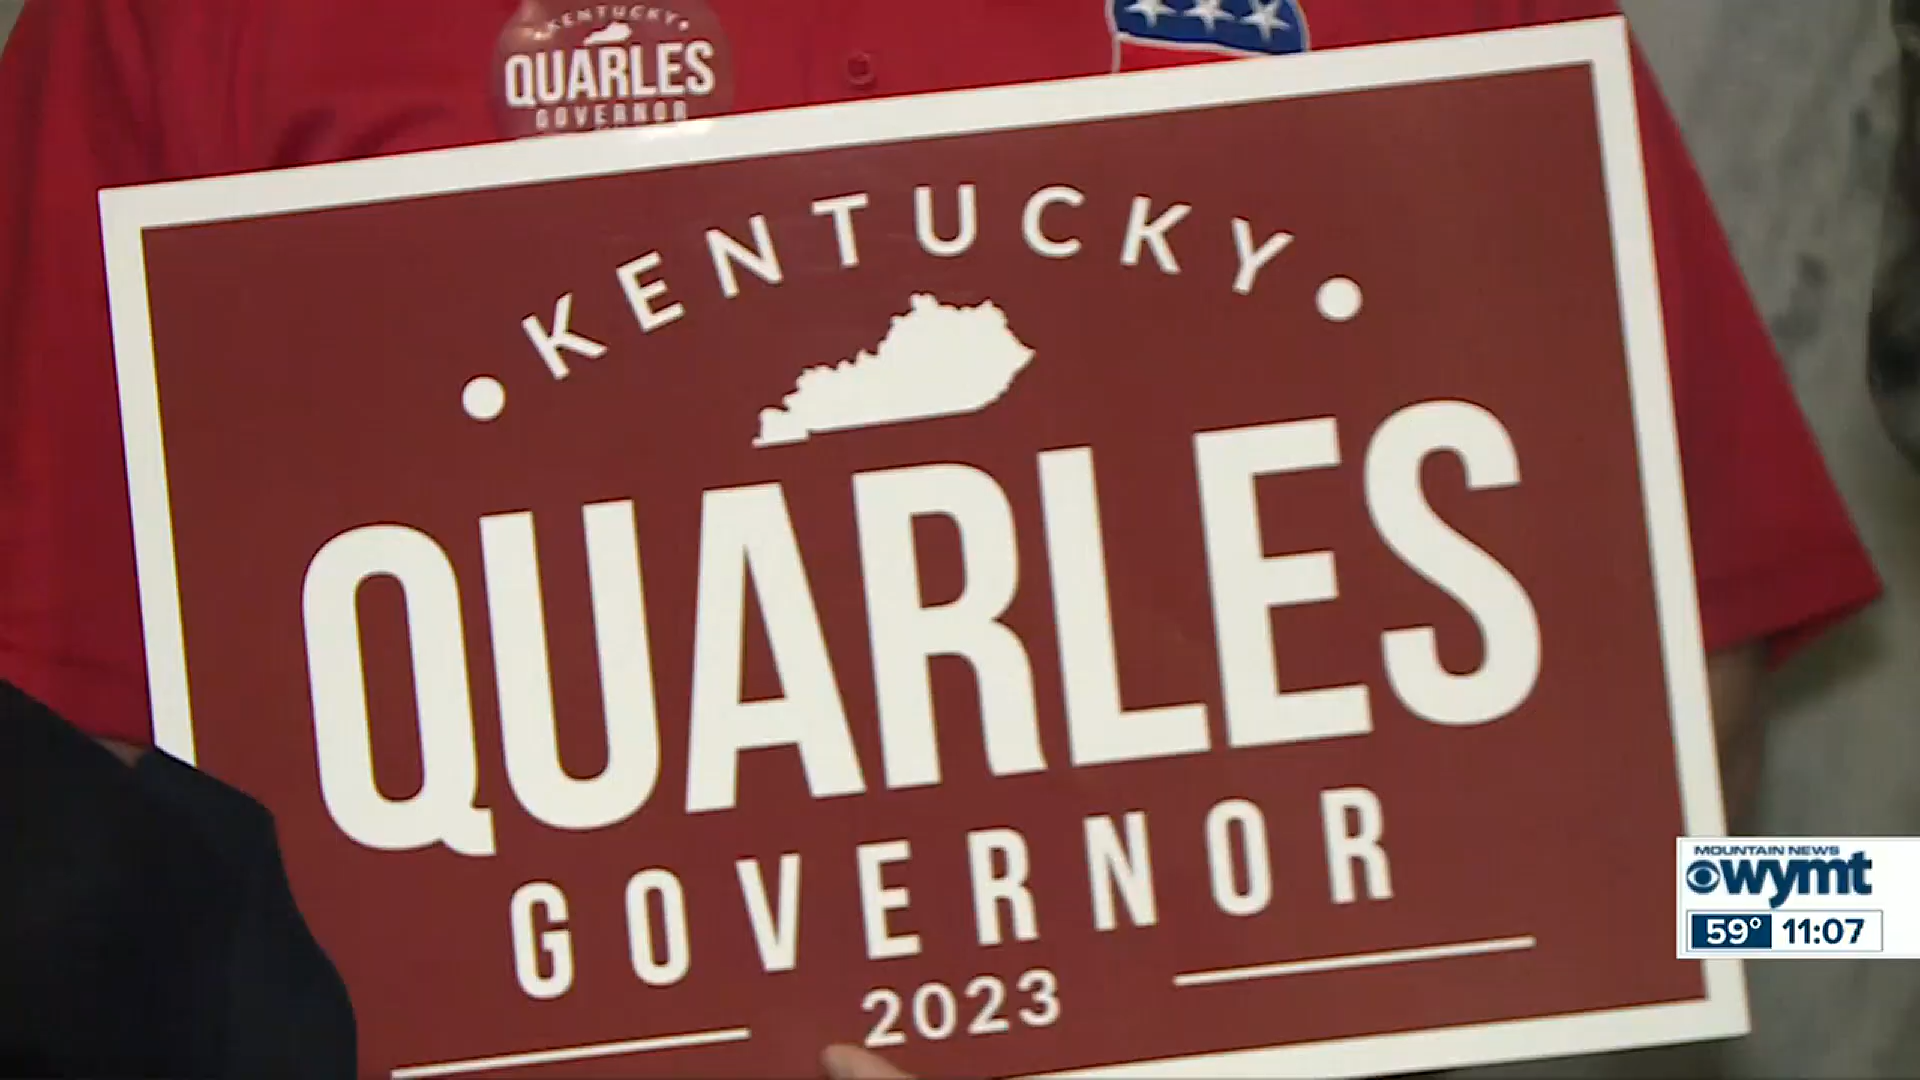 KENTUCKY
QUARLES
GOVERNOR
• KENTUCKY •
QUARLES
GOVERNOR
2023
MOUNTAIN NEWS
wymt
59° 11:07